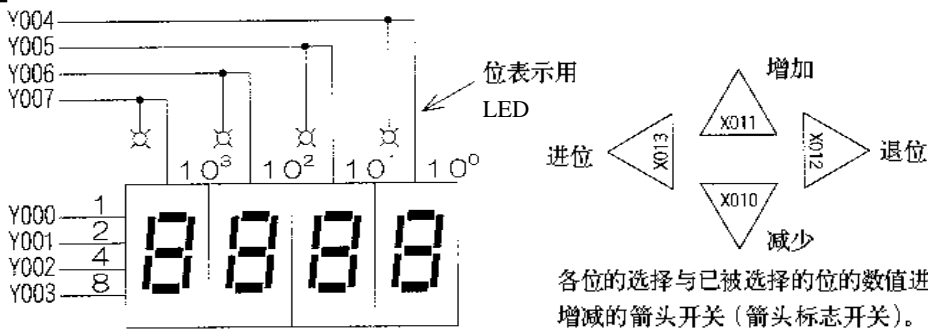 Y004
Y005
Y006
Y007
位表示用
LED
10³
10²
10¹
10⁰
Y000
1
Y001
2
Y002
4
Y003
8
增加
X011
进位
X013
X012
退位
X010
减少
各位的选择与已被选择的位的数值进
增减的箭头开关（箭头标志开关）。